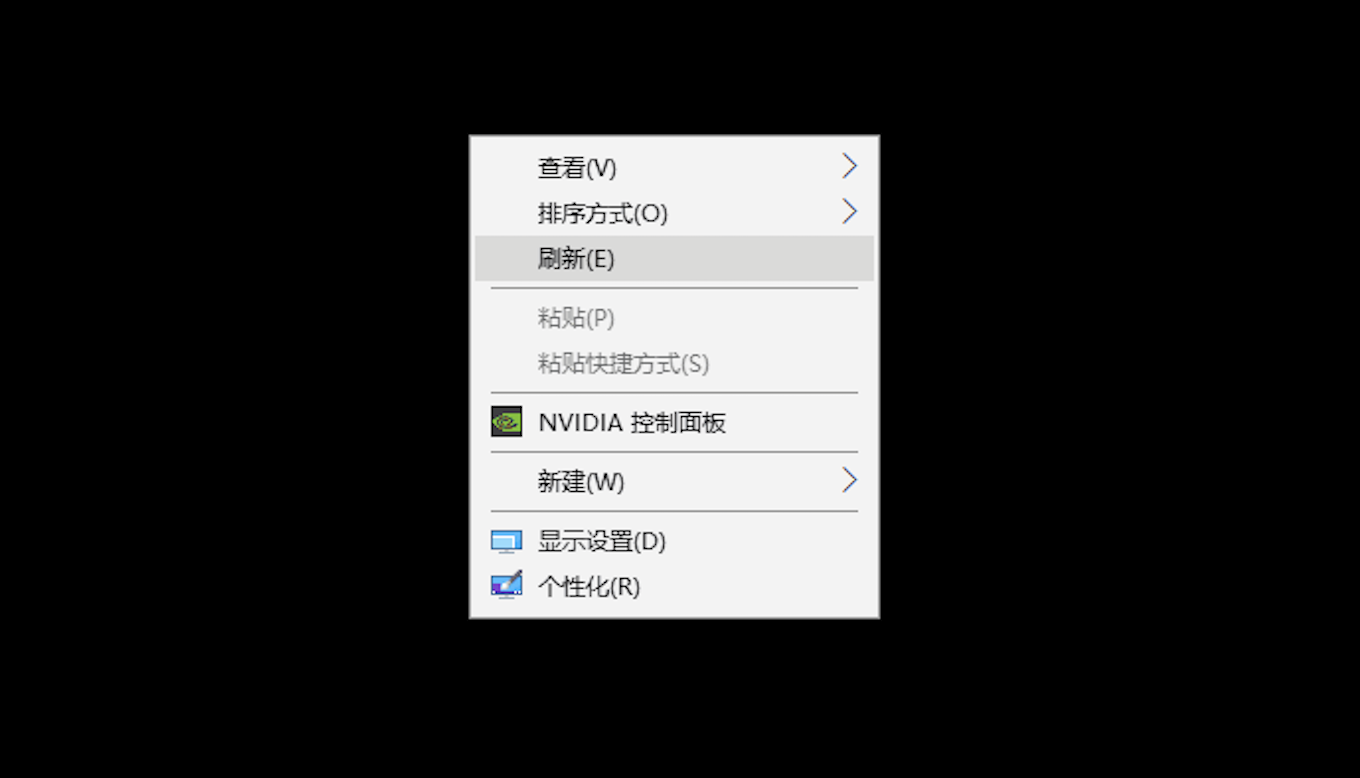 查看(V)
排序方式(O)
刷新(E)
粘贴(P)
粘贴快捷方式(S)
NVIDIA 控制面板
新建(W)
显示设置(D)
个性化(R)